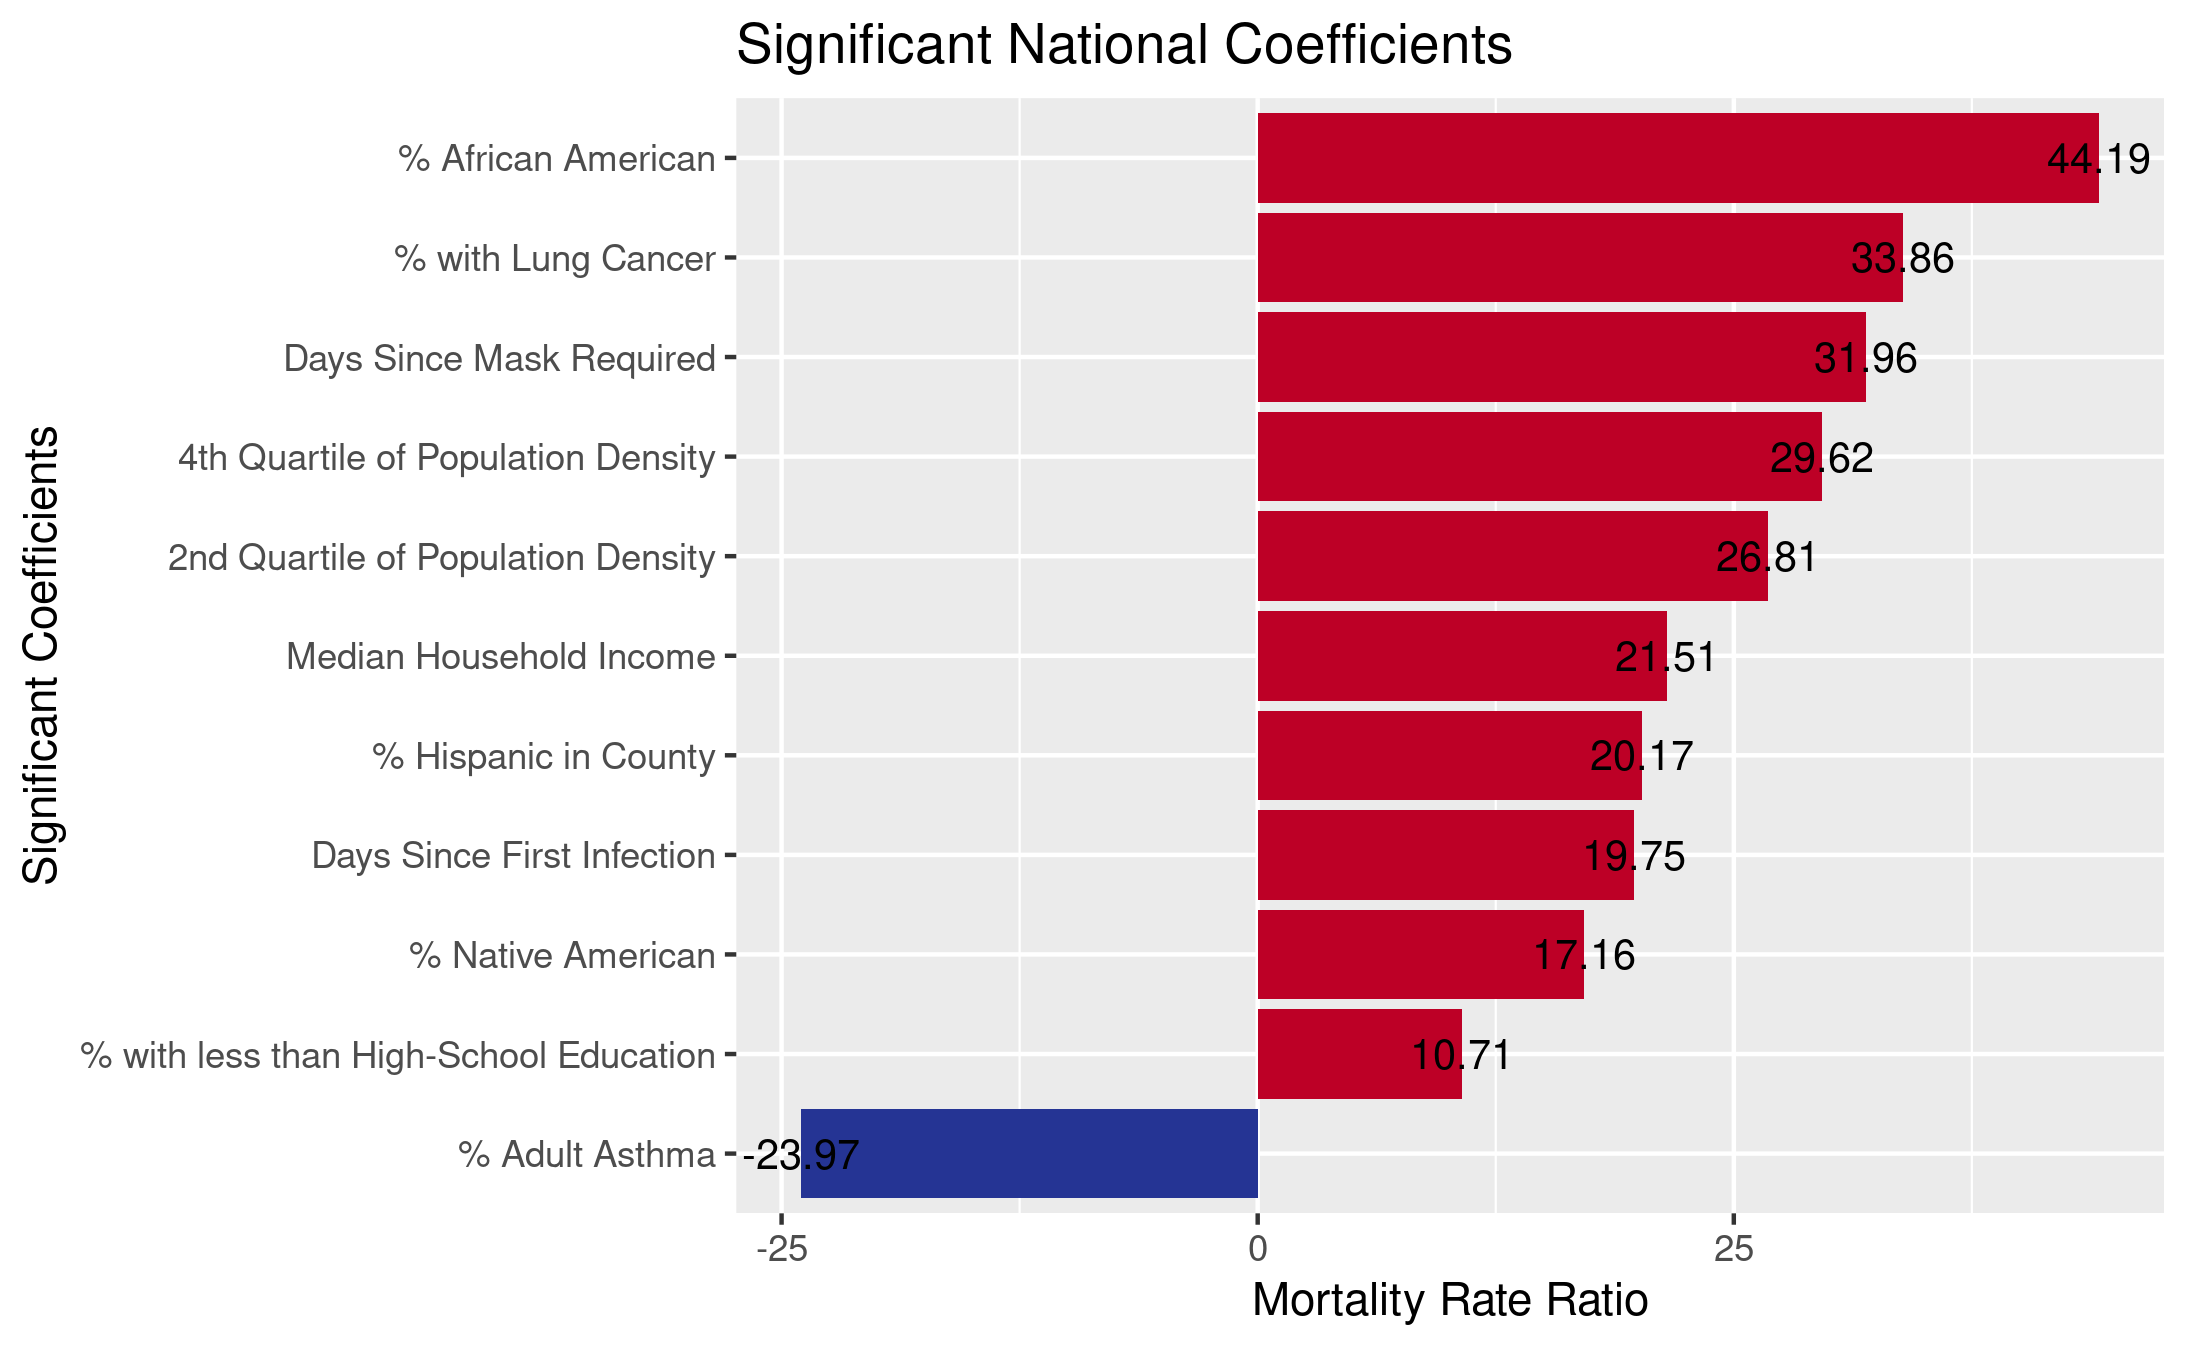 Significant National Coefficients
% African American
44.19
% with Lung Cancer
33.86
Days Since Mask Required
31.96
4th Quartile of Population Density
29.62
2nd Quartile of Population Density
26.81
Median Household Income
21.51
% Hispanic in County
20.17
Days Since First Infection
19.75
% Native American
17.16
% with less than High-School Education
10.71
% Adult Asthma
-23.97
Significant Coefficients
-25
0
25
Mortality Rate Ratio